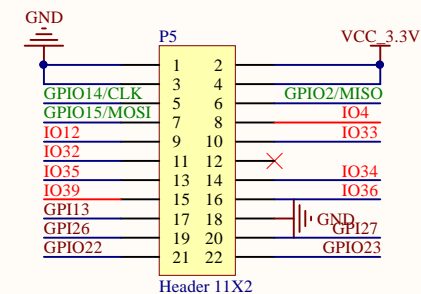 GND
P5
VCC_3.3V
1 2
3 4
GPIO14/CLK 5 6 GPIO2/MISO
GPIO15/MOSI 7 8 IO4
IO12 9 10 IO33
IO32 11 12
IO35 13 14 IO34
IO39 15 16 IO36
GPI13 17 18 GND
GPI26 19 20 GPI27
GPIO22 21 22 GPIO23
Header 11X2